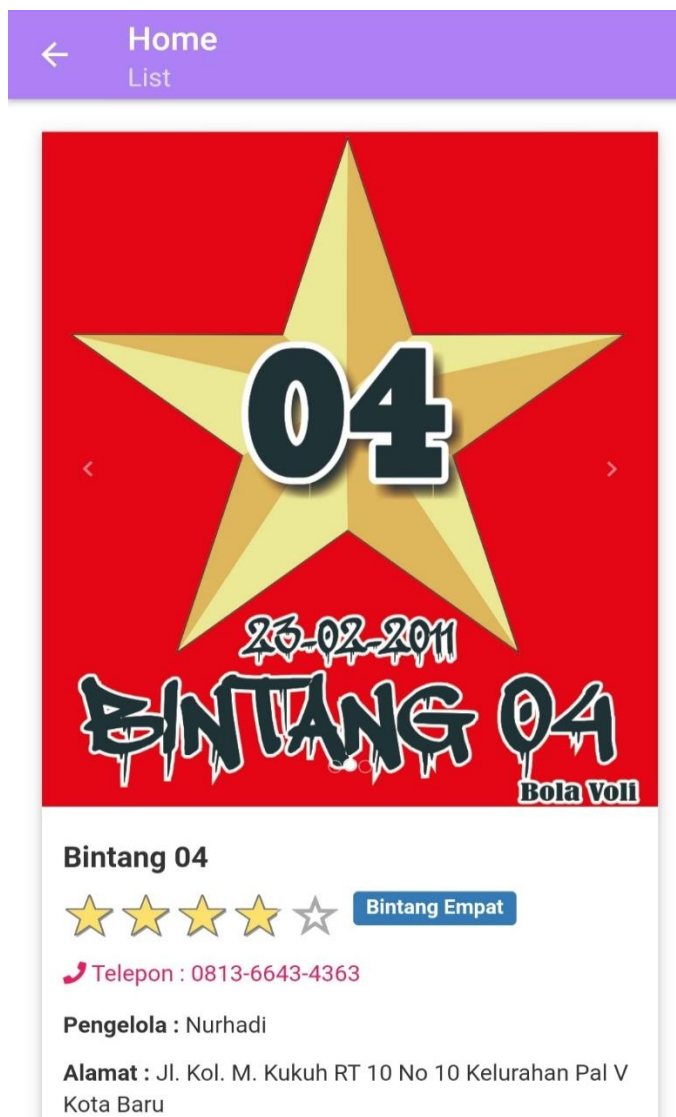 Home
List
04
23-02-2011
BINTANG 04
Bola Voli
Bintang 04
Bintang Empat
Telepon : 0813-6643-4363
Pengelola : Nurhadi
Alamat : Jl. Kol. M. Kukuh RT 10 No 10 Kelurahan Pal V
Kota Baru